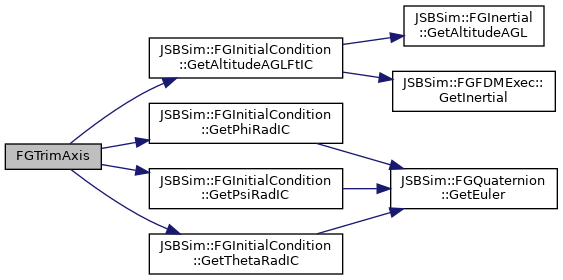 JSBSim::FGInertial
::GetAltitudeAGL
JSBSim::FGInitialCondition
::GetAltitudeAGLFtIC
JSBSim::FGFDMExec::
GetInertial
JSBSim::FGInitialCondition
::GetPhiRadIC
FGTrimAxis
JSBSim::FGInitialCondition
::GetPsiRadIC
JSBSim::FGQuaternion
::GetEuler
JSBSim::FGInitialCondition
::GetThetaRadIC